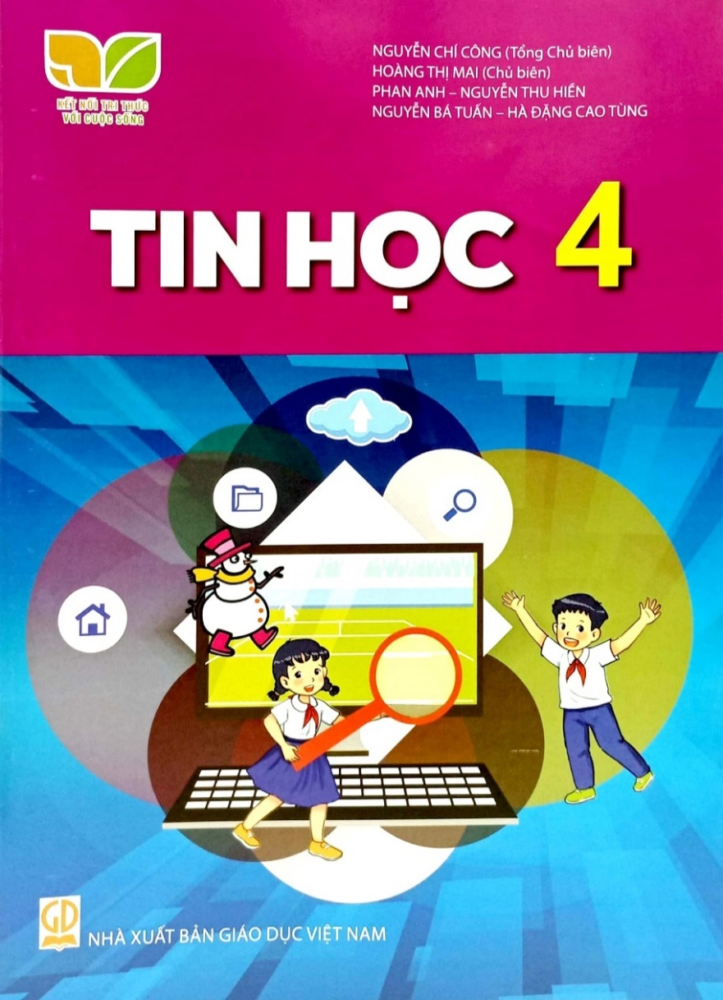 KẾT NỐI TRI THỨC
VỚI CUỘC SỐNG
NGUYỄN CHÍ CÔNG (Tổng Chủ biên)
HOÀNG THỊ MAI (Chủ biên)
PHAN ANH – NGUYỄN THU HIỀN
NGUYỄN BÁ TUẤN – HÀ ĐẶNG CAO TÙNG
TIN HỌC 4
GD
NHÀ XUẤT BẢN GIÁO DỤC VIỆT NAM